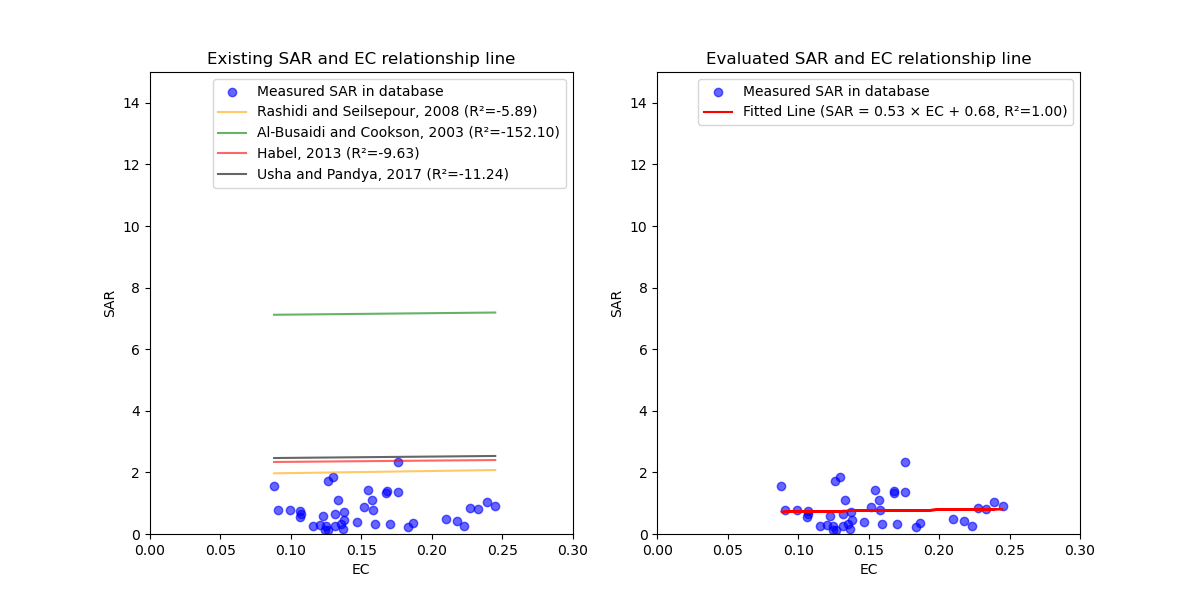 Existing SAR and EC relationship line
Measured SAR in database
Rashidi and Seilsepour, 2008 (R²=-5.89)
Al-Busaidi and Cookson, 2003 (R²=-152.10)
Habel, 2013 (R²=-9.63)
Usha and Pandya, 2017 (R²=-11.24)
14
12
10
8
6
4
2
0
SAR
0.00 0.05 0.10 0.15 0.20 0.25 0.30
EC
Evaluated SAR and EC relationship line
Measured SAR in database
Fitted Line (SAR = 0.53 × EC + 0.68, R²=1.00)
14
12
10
8
6
4
2
0
SAR
0.00 0.05 0.10 0.15 0.20 0.25 0.30
EC